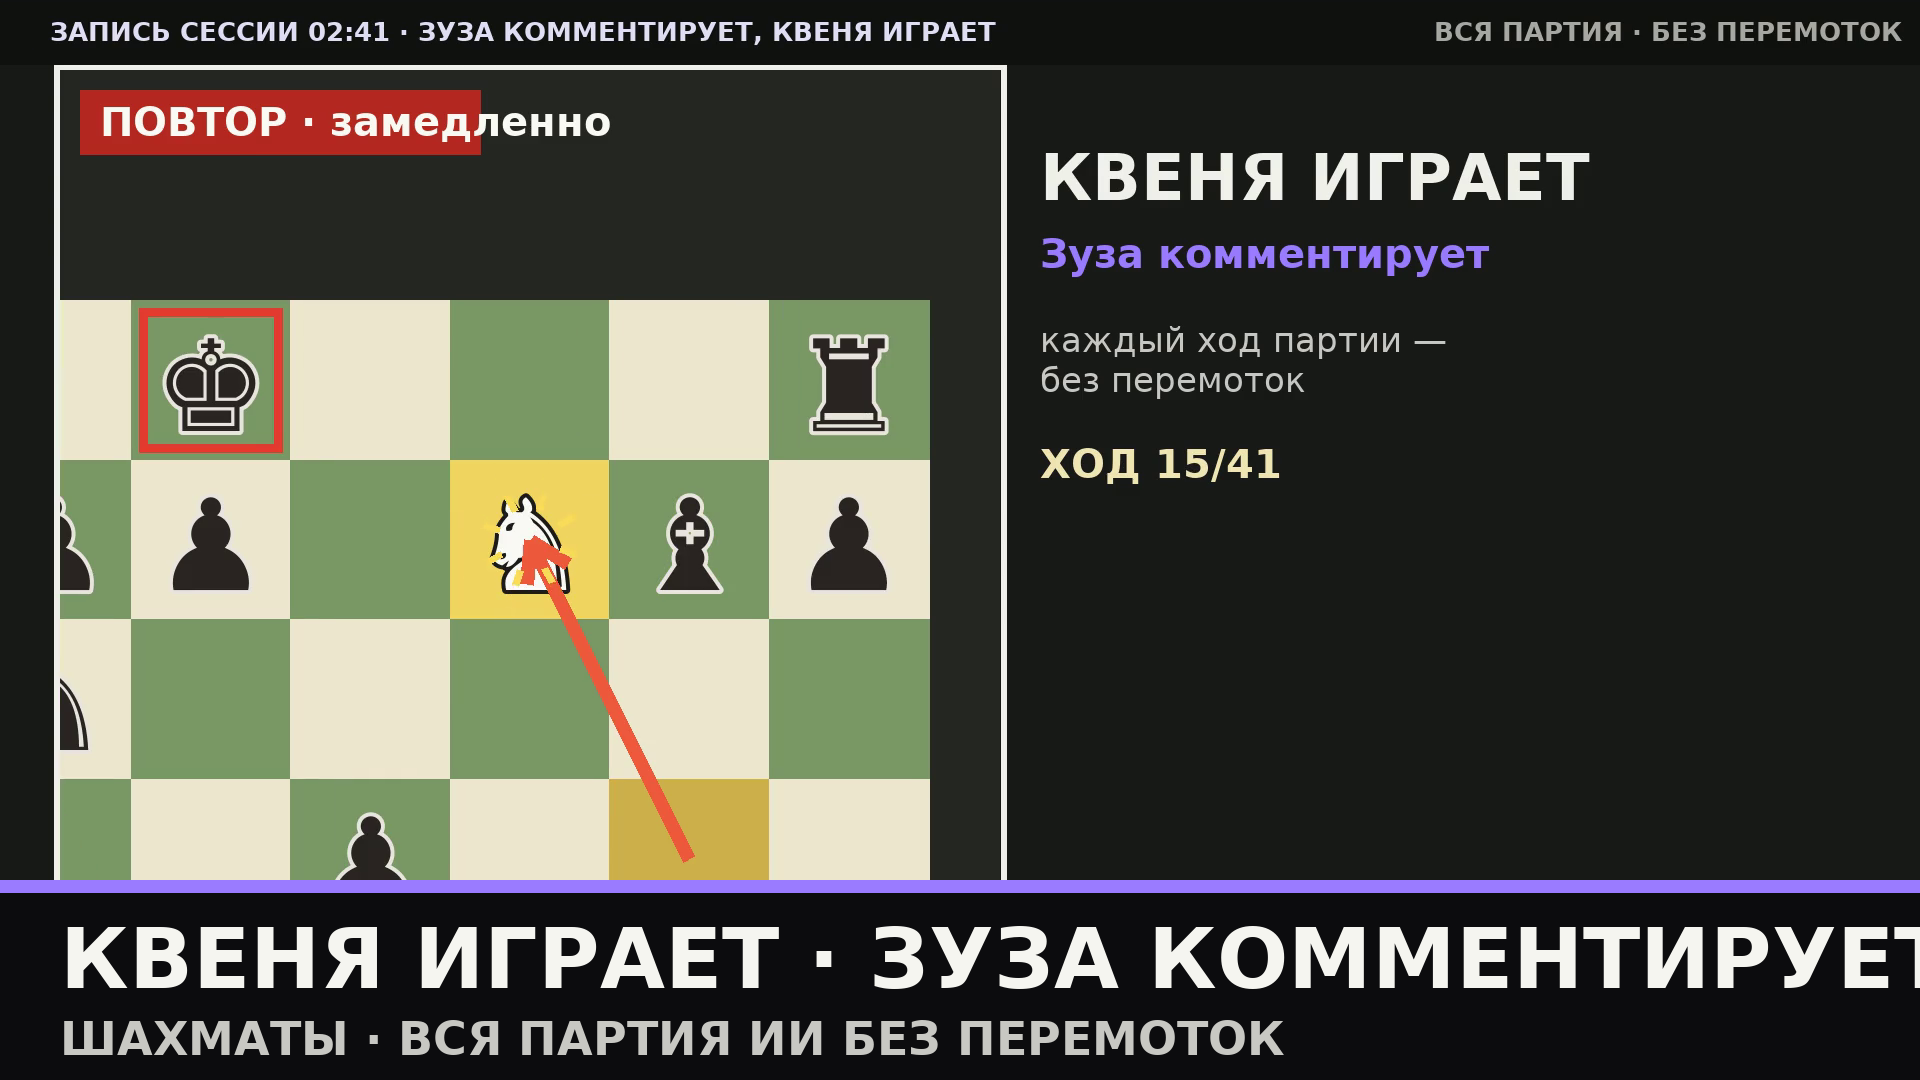 ЗАПИСЬ СЕССИИ 02:41 · ЗУЗА КОММЕНТИРУЕТ, КВЕНЯ ИГРАЕТ
ВСЯ ПАРТИЯ · БЕЗ ПЕРЕМОТОК
ПОВТОР · замедленно
КВЕНЯ ИГРАЕТ
Зуза комментирует
каждый ход партии —
без перемоток
ХОД 15/41
КВЕНЯ ИГРАЕТ · ЗУЗА КОММЕНТИРУЕТ
ШАХМАТЫ · ВСЯ ПАРТИЯ ИИ БЕЗ ПЕРЕМОТОК